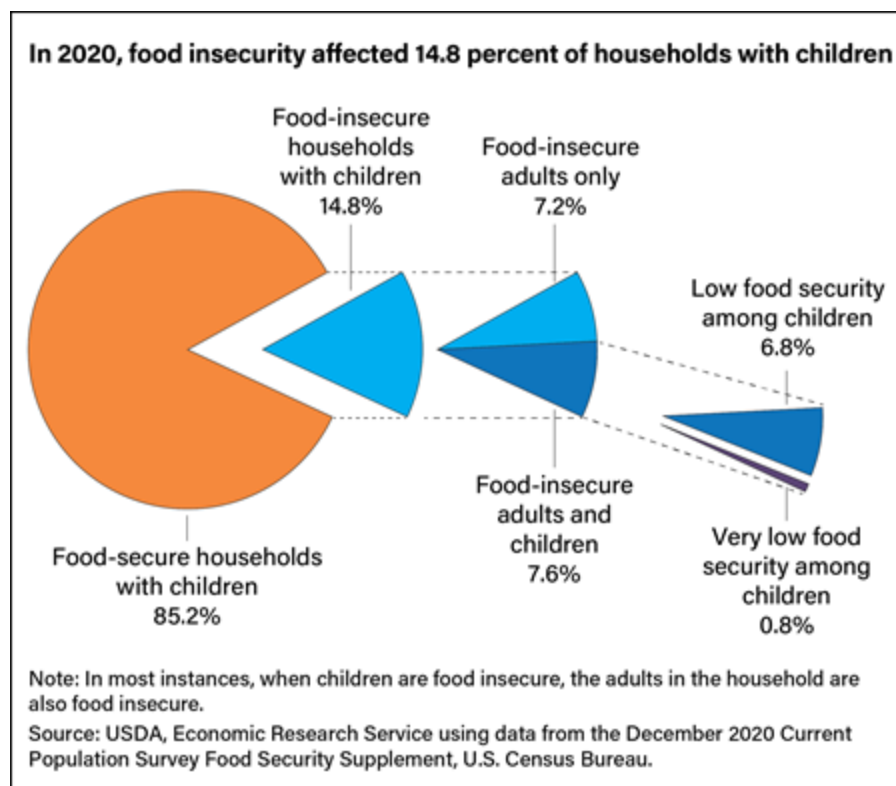 In 2020, food insecurity affected 14.8 percent of households with children
Food-insecure
households
with children
14.8%
Food-insecure
adults only
7.2%
Low food security
among children
6.8%
Food-insecure
adults and
children
7.6%
Very low food
security among
children
0.8%
Food-secure households
with children
85.2%
Note: In most instances, when children are food insecure, the adults in the household are
also food insecure.
Source: USDA, Economic Research Service using data from the December 2020 Current
Population Survey Food Security Supplement, U.S. Census Bureau.